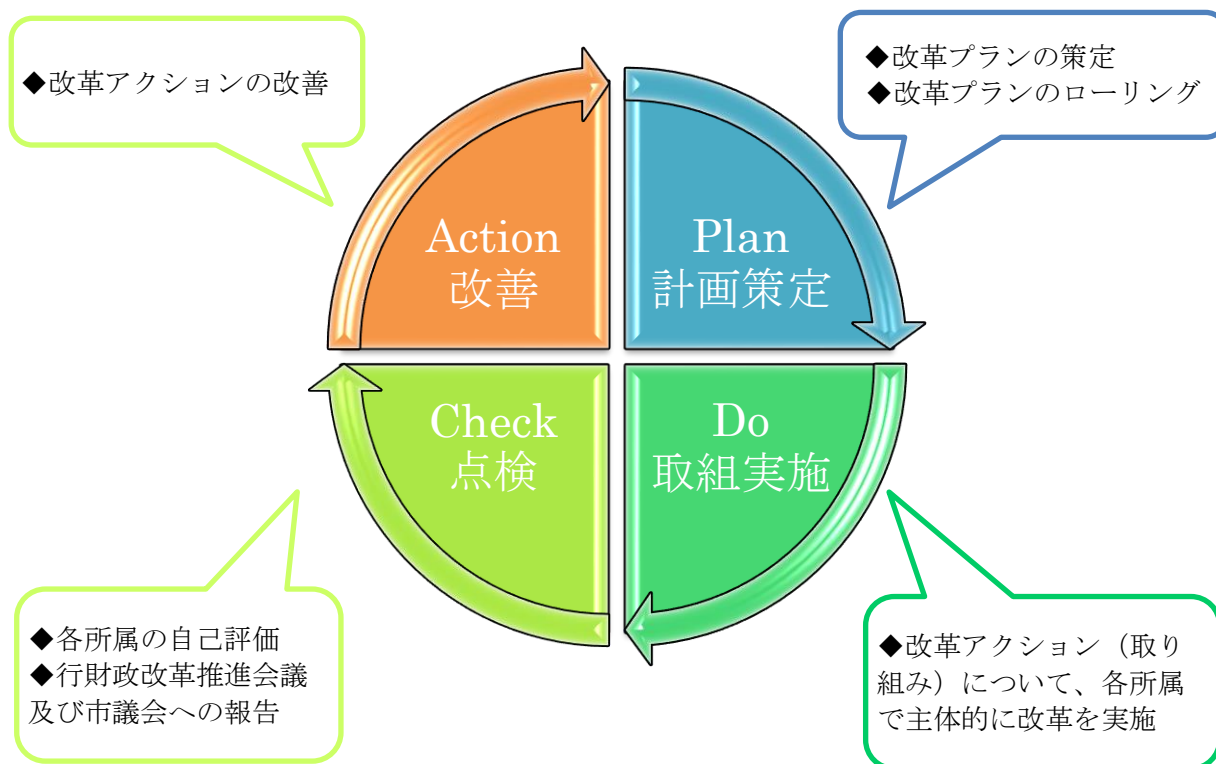 ◆改革アクションの改善
◆改革プランの策定
◆改革プランのローリング
Action
改善
Plan
計画策定
Check
点検
Do
取組実施
◆各所属の自己評価
◆行財政改革推進会議
及び市議会への報告
◆改革アクション（取り
組み）について、各所属
で主体的に改革を実施